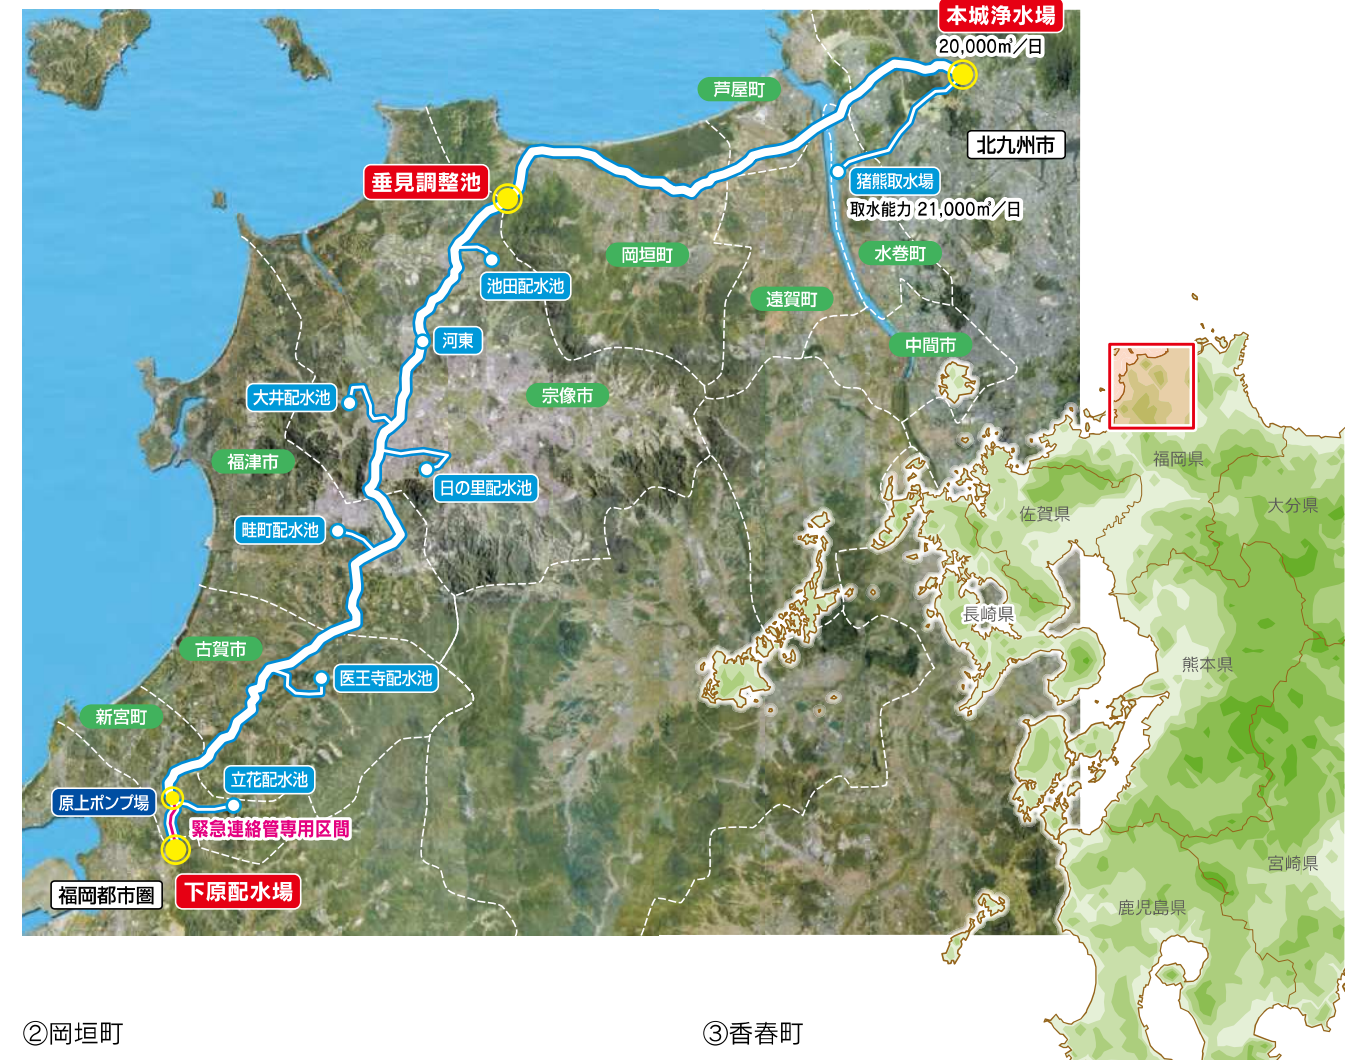 本城浄水場
20,000㎥/日
芦屋町
北九州市
垂見調整池
猪熊取水場
取水能力 21,000㎥/日
岡垣町
水巻町
池田配水池
遠賀町
河東
中間市
大井配水池
宗像市
福津市
日の里配水池
畦町配水池
古賀市
医王寺配水池
新宮町
立花配水池
原上ポンプ場
緊急連絡管専用区間
福岡都市圏
下原配水場
福岡県
大分県
佐賀県
長崎県
熊本県
宮崎県
鹿児島県
②岡垣町
③香春町